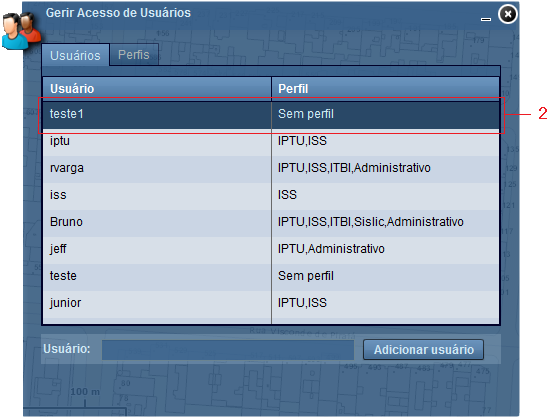 Gerir Acesso de Usuários
Usuários Perfis
Usuário Perfil
teste1 Sem perfil
2
iptu IPTU,ISS
rvarga IPTU,ISS,ITBI,Administrativo
iss ISS
Bruno IPTU,ISS,ITBI,Sislic,Administrativo
jeff IPTU,Administrativo
teste Sem perfil
junior IPTU,ISS
Usuário: Adicionar usuário
100 m